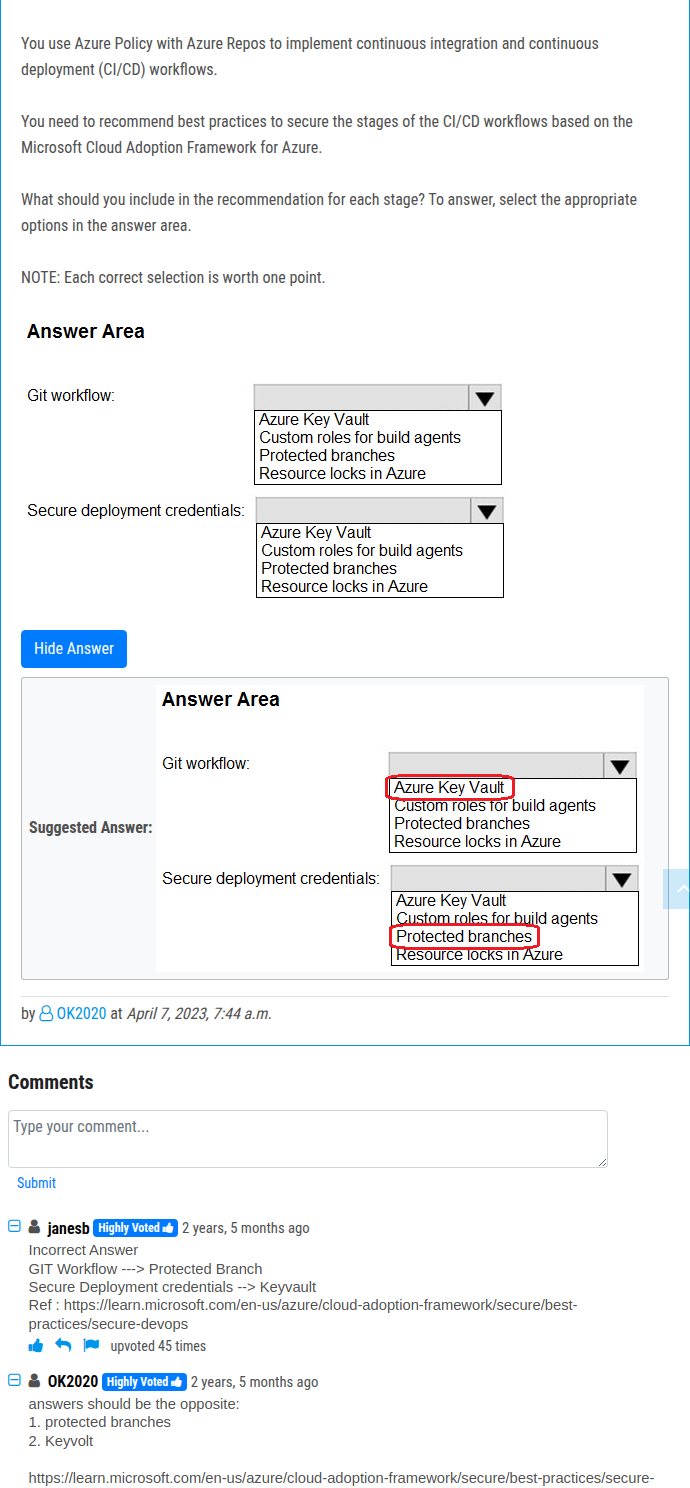 You use Azure Policy with Azure Repos to implement continuous integration and continuous
deployment (CI/CD) workflows.
You need to recommend best practices to secure the stages of the CI/CD workflows based on the
Microsoft Cloud Adoption Framework for Azure.
What should you include in the recommendation for each stage? To answer, select the appropriate
options in the answer area.
NOTE: Each correct selection is worth one point.
Answer Area
Git workflow:
Azure Key Vault
Custom roles for build agents
Protected branches
Resource locks in Azure
Secure deployment credentials:
Azure Key Vault
Custom roles for build agents
Protected branches
Resource locks in Azure
Hide Answer
Suggested Answer:
Answer Area
Git workflow:
Azure Key Vault
Custom roles for build agents
Protected branches
Resource locks in Azure
Secure deployment credentials:
Azure Key Vault
Custom roles for build agents
Protected branches
Resource locks in Azure
by OK2020 at April 7, 2023, 7:44 a.m.
Comments
Type your comment...
Submit
janesb Highly Voted 2 years, 5 months ago
Incorrect Answer
GIT Workflow ---> Protected Branch
Secure Deployment credentials --> Keyvault
Ref : https://learn.microsoft.com/en-us/azure/cloud-adoption-framework/secure/best-
practices/secure-devops
upvoted 45 times
OK2020 Highly Voted 2 years, 5 months ago
answers should be the opposite:
1. protected branches
2. Keyvolt
https://learn.microsoft.com/en-us/azure/cloud-adoption-framework/secure/best-practices/secure-